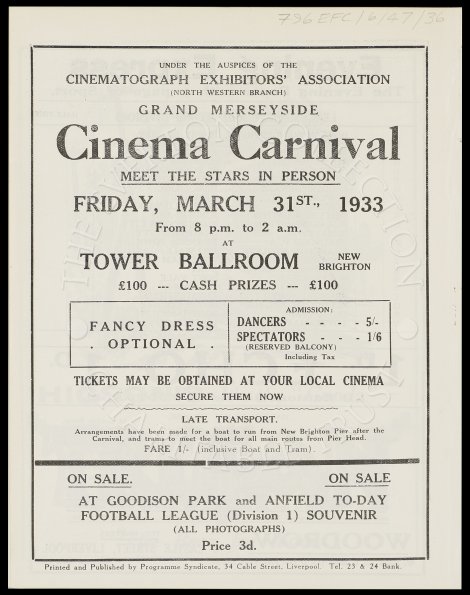 796 EFC/6/47/36
UNDER THE AUSPICES OF THE
CINEMATOGRAPH EXHIBITORS' ASSOCIATION
(NORTH WESTERN BRANCH)
GRAND MERSEYSIDE
Cinema Carnival
MEET THE STARS IN PERSON
FRIDAY, MARCH 31ST., 1933
From 8 p.m. to 2 a.m.
AT
TOWER BALLROOM NEW BRIGHTON
£100 --- CASH PRIZES --- £100
FANCY DRESS
. OPTIONAL .
ADMISSION:
DANCERS - - - - 5/-
SPECTATORS - - - 1/6
(RESERVED BALCONY)
Including Tax
TICKETS MAY BE OBTAINED AT YOUR LOCAL CINEMA
SECURE THEM NOW
LATE TRANSPORT.
Arrangements have been made for a boat to run from New Brighton Pier after the
Carnival, and trams to meet the boat for all main routes from Pier Head.
FARE 1/- (inclusive Boat and Tram).
ON SALE. ON SALE
AT GOODISON PARK and ANFIELD TO-DAY
FOOTBALL LEAGUE (Division 1) SOUVENIR
(ALL PHOTOGRAPHS)
Price 3d.
Printed and Published by Programme Syndicate, 34 Cable Street, Liverpool. Tel. 23 & 24 Bank.
THE EVERTON COLLECTION